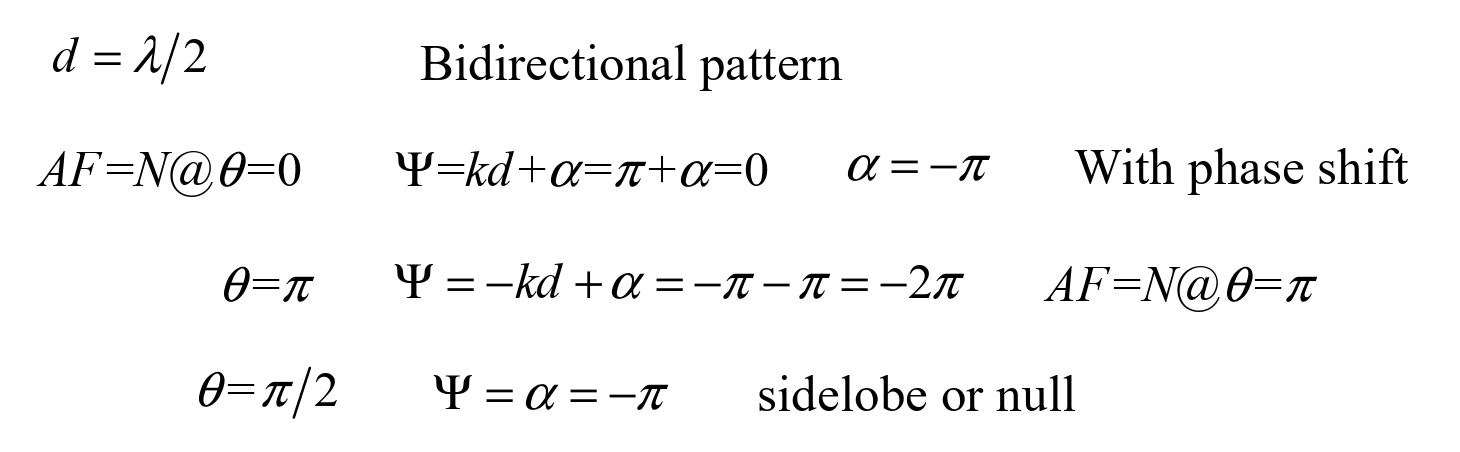 d = λ/2 Bidirectional pattern
AF=N@θ=0 Ψ=kd+α=π+α=0 α = −π With phase shift
θ=π Ψ = −kd + α = −π − π = −2π AF=N@θ=π
θ=π/2 Ψ = α = −π sidelobe or null